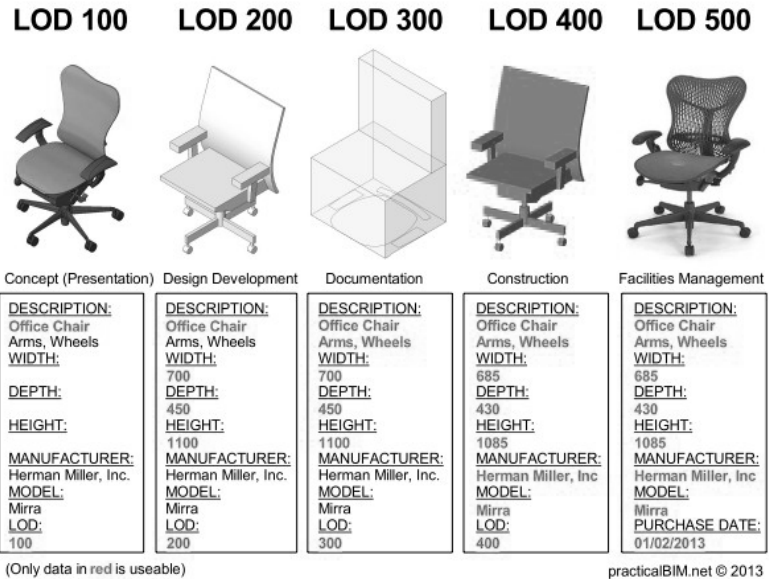 LOD 100 LOD 200 LOD 300 LOD 400 LOD 500
Concept (Presentation) Design Development Documentation Construction Facilities Management
DESCRIPTION:
Office Chair
Arms, Wheels
WIDTH:
DEPTH:
HEIGHT:
MANUFACTURER:
Herman Miller, Inc.
MODEL:
Mirra
LOD:
100
DESCRIPTION:
Office Chair
Arms, Wheels
WIDTH:
700
DEPTH:
450
HEIGHT:
1100
MANUFACTURER:
Herman Miller, Inc.
MODEL:
Mirra
LOD:
200
DESCRIPTION:
Office Chair
Arms, Wheels
WIDTH:
700
DEPTH:
450
HEIGHT:
1100
MANUFACTURER:
Herman Miller, Inc.
MODEL:
Mirra
LOD:
300
DESCRIPTION:
Office Chair
Arms, Wheels
WIDTH:
685
DEPTH:
430
HEIGHT:
1085
MANUFACTURER:
Herman Miller, Inc
MODEL:
Mirra
LOD:
400
DESCRIPTION:
Office Chair
Arms, Wheels
WIDTH:
685
DEPTH:
430
HEIGHT:
1085
MANUFACTURER:
Herman Miller, Inc
MODEL:
Mirra
PURCHASE DATE:
01/02/2013
(Only data in red is useable)
practicalBIM.net © 2013